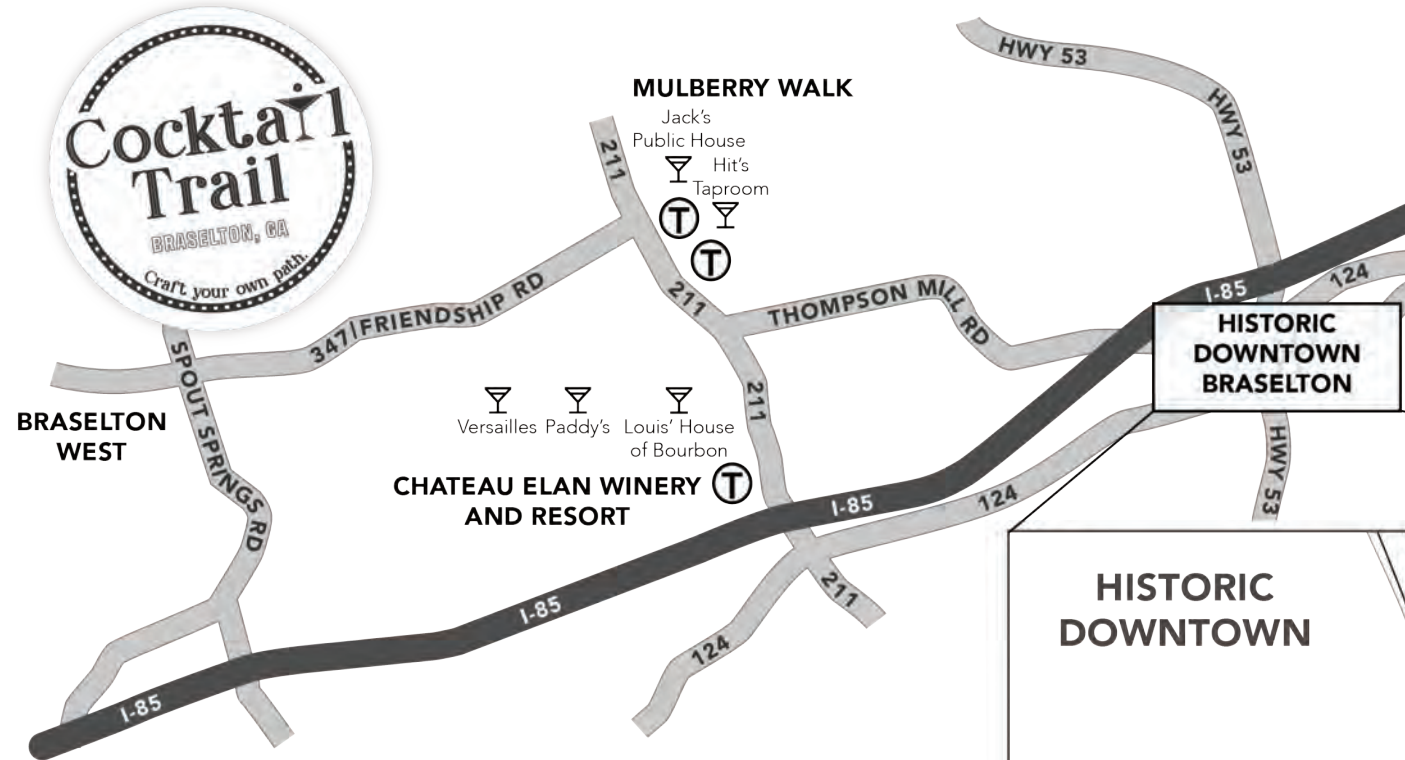 Cocktail
Trail
BRASELTON, GA
Craft your own path.
MULBERRY WALK
Jack's
Public House
Hit's
Taproom
T
T
211
211
211
211
HWY 53
HWY 53
HWY 53
347|FRIENDSHIP RD
THOMPSON MILL RD
SPOUT SPRINGS RD
BRASELTON
WEST
Versailles
Paddy's
Louis' House
of Bourbon
CHATEAU ELAN WINERY
AND RESORT
T
I-85
I-85
I-85
I-85
124
124
124
HISTORIC
DOWNTOWN
BRASELTON
HISTORIC
DOWNTOWN